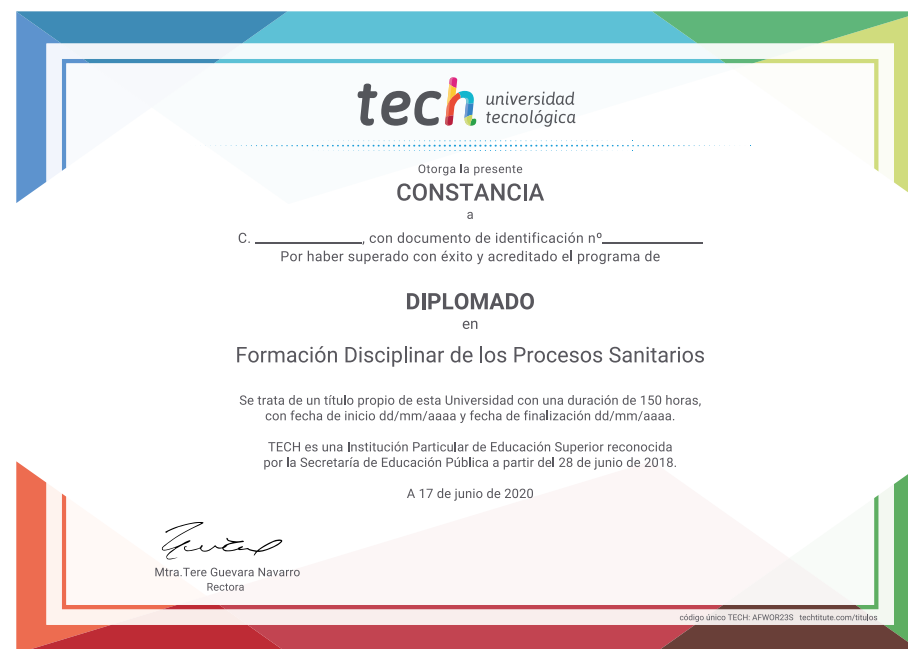 tech universidad
tecnológica
Otorga la presente
CONSTANCIA
a
C. ______________, con documento de identificación nº_____________
Por haber superado con éxito y acreditado el programa de
DIPLOMADO
en
Formación Disciplinar de los Procesos Sanitarios
Se trata de un título propio de esta Universidad con una duración de 150 horas,
con fecha de inicio dd/mm/aaaa y fecha de finalización dd/mm/aaaa.
TECH es una Institución Particular de Educación Superior reconocida
por la Secretaría de Educación Pública a partir del 28 de junio de 2018.
A 17 de junio de 2020
Mtra.Tere Guevara Navarro
Rectora
código único TECH: AFWOR23S techtitute.com/titulos